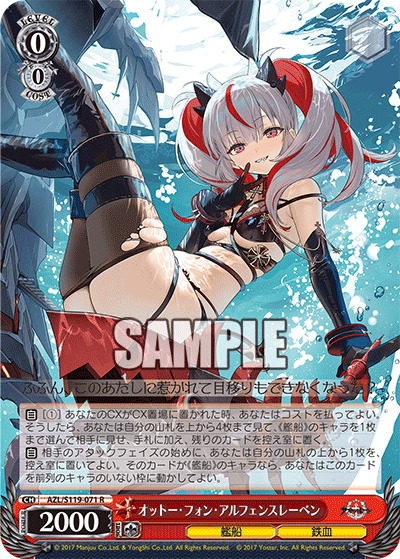 LEVEL
0
0
COST
SAMPLE
ふふん♪このあたしに惹かれて目移りもできなくなった？
自 [(1)] あなたのCXがCX置場に置かれた時、あなたはコストを払ってよい。
そうしたら、あなたは自分の山札を上から4枚まで見て、《艦船》のキャラを1枚
まで選んで相手に見せ、手札に加え、残りのカードを控え室に置く。
自 相手のアタックフェイズの始めに、あなたは自分の山札の上から1枚を、
控え室に置いてよい。そのカードが《艦船》のキャラなら、あなたはこのカード
を前列のキャラのいない枠に動かしてよい。
CH AZL/S119-071 R
オットー・フォン・アルフェンスレーベン
2000
艦船
鉄血
© 2017 Manjuu Co.,Ltd. & YongShi Co.,Ltd. All Rights Reserved. © 2017 Yostar, Inc. All Rights Reserved.